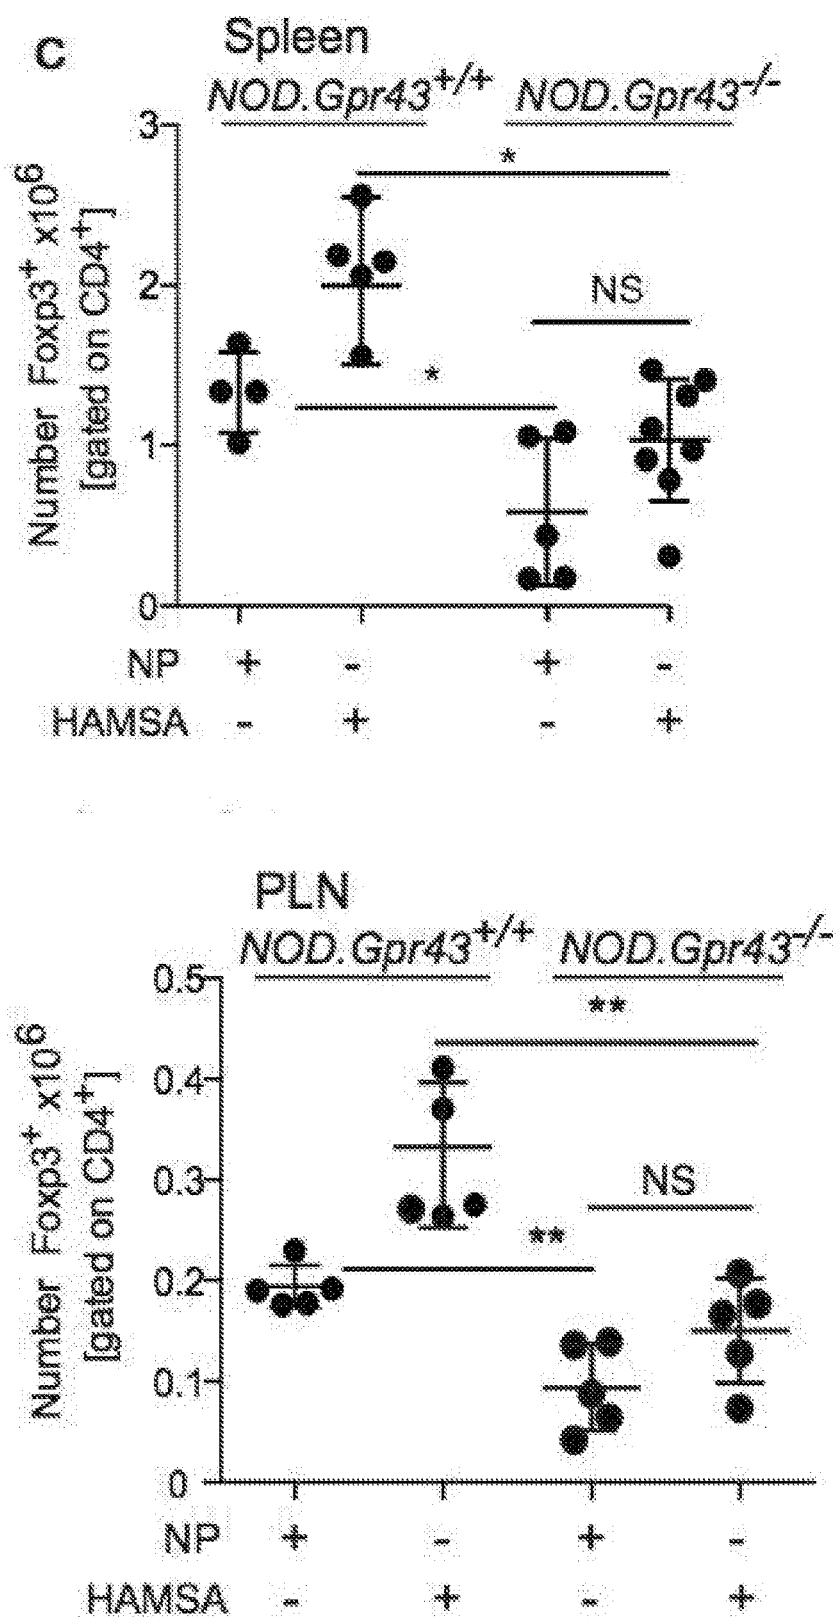 C
Spleen
NOD.Gpr43+/+ NOD.Gpr43-/-
Number Foxp3+ x10^6
[gated on CD4+]
3
2
1
0
*
NS
*
NP + - + -
HAMSA - + - +
PLN
NOD.Gpr43+/+ NOD.Gpr43-/-
Number Foxp3+ x10^6
[gated on CD4+]
0.5
0.4
0.3
0.2
0.1
0
**
NS
**
NP + - + -
HAMSA - + - +